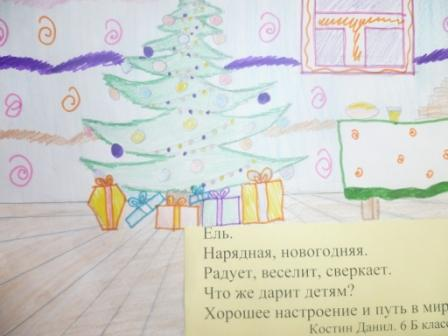 Ель.
Нарядная, новогодняя.
Радует, веселит, сверкает.
Что же дарит детям?
Хорошее настроение и путь в мир
Костин Данил. 6 Б клас